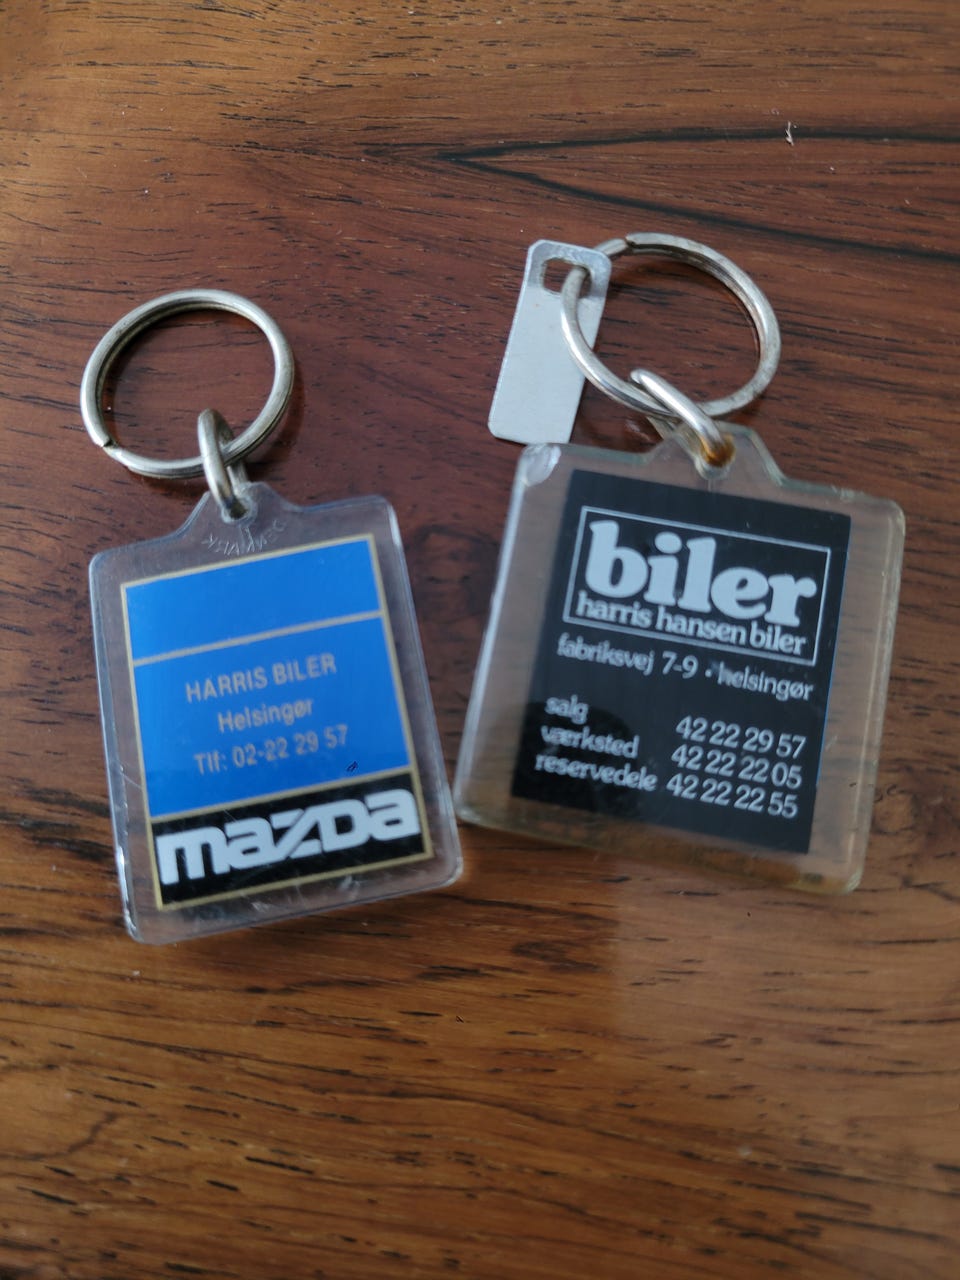 DENMARK
HARRIS BILER
Helsingør
Tlf: 02-22 29 57
mazda
biler
harris hansen biler
fabriksvej 7-9 • helsingør
salg 42 22 29 57
værksted 42 22 22 05
reservedele 42 22 22 55